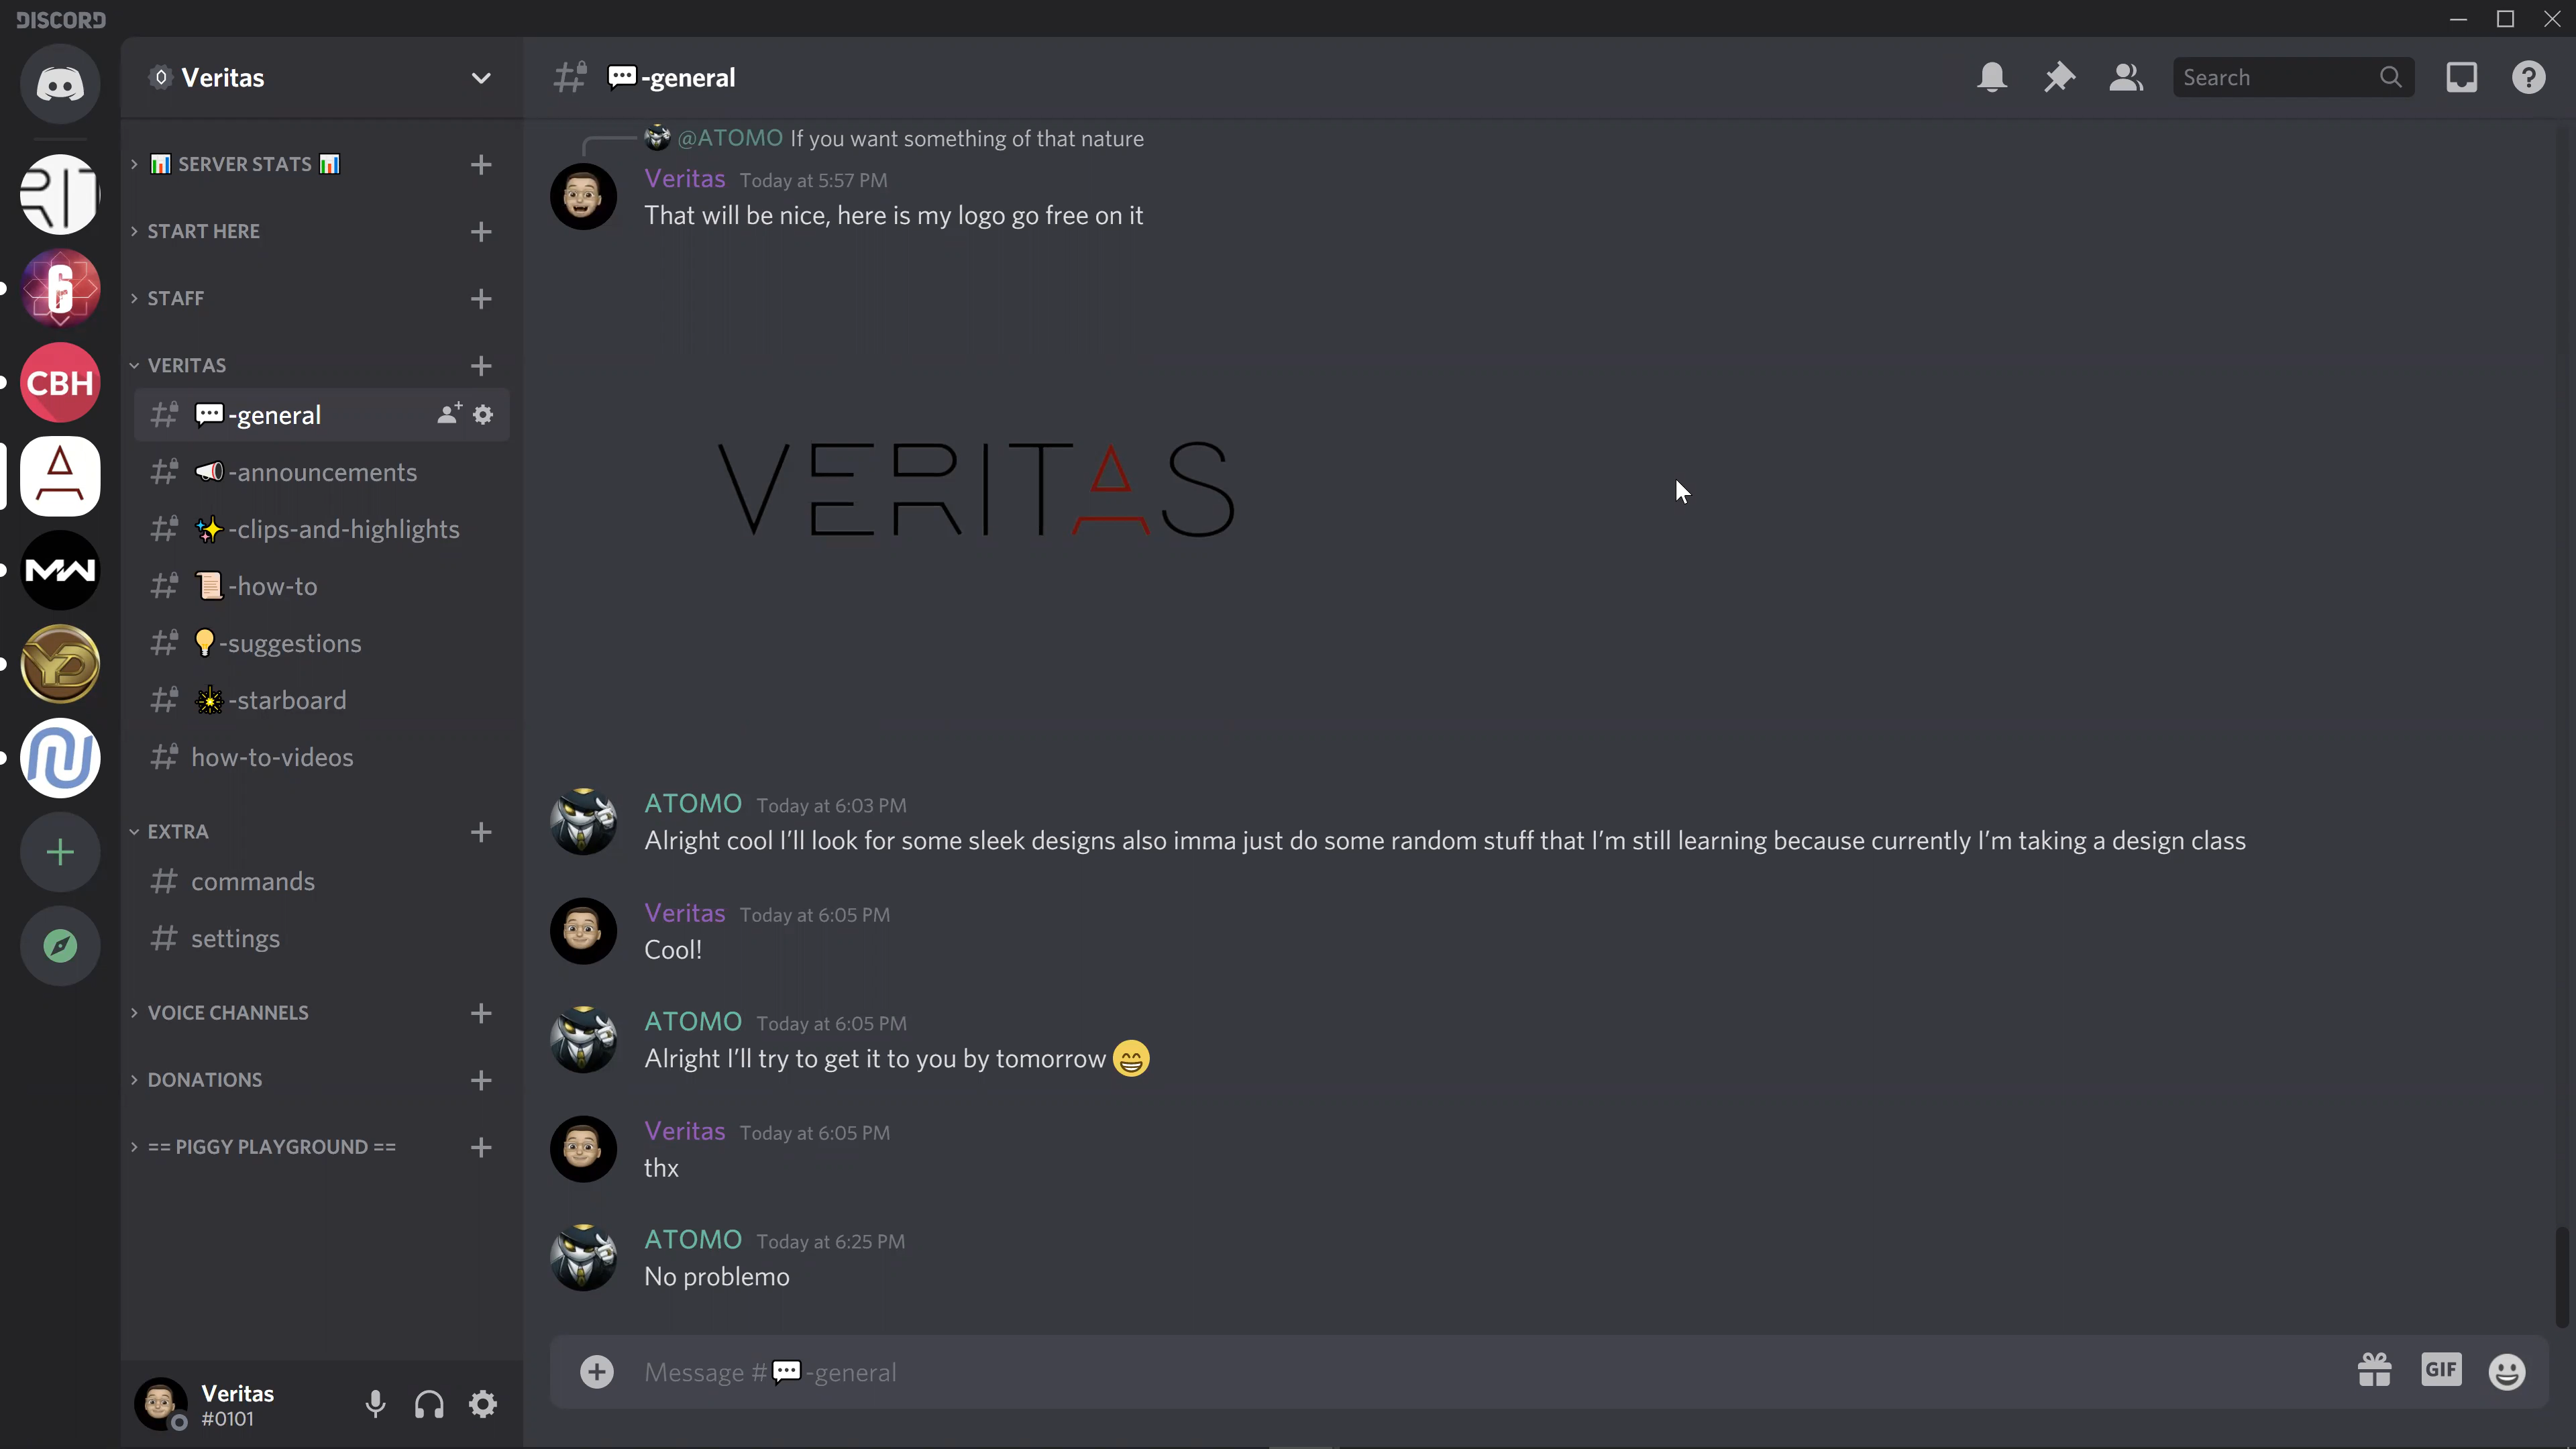 DISCORD
Veritas
SERVER STATS
START HERE
STAFF
VERITAS
-general
-announcements
-clips-and-highlights
-how-to
-suggestions
-starboard
how-to-videos
EXTRA
commands
settings
VOICE CHANNELS
DONATIONS
== PIGGY PLAYGROUND ==
Veritas
#0101
RIT
6
CBH
A
MW
YD
-general
Search
@ATOMO If you want something of that nature
Veritas Today at 5:57 PM
That will be nice, here is my logo go free on it
VERITAS
ATOMO Today at 6:03 PM
Alright cool I'll look for some sleek designs also imma just do some random stuff that I'm still learning because currently I'm taking a design class
Veritas Today at 6:05 PM
Cool!
ATOMO Today at 6:05 PM
Alright I'll try to get it to you by tomorrow 😄
Veritas Today at 6:05 PM
thx
ATOMO Today at 6:25 PM
No problemo
Message # 💬-general
GIF